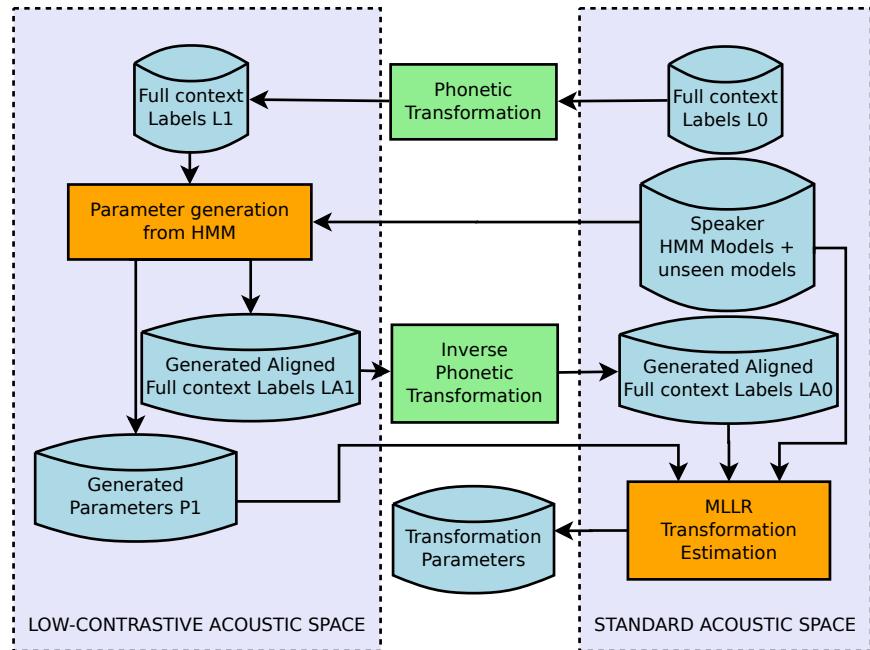 Full context
Labels L1
Phonetic
Transformation
Full context
Labels L0
Parameter generation
from HMM
Speaker
HMM Models +
unseen models
Generated Aligned
Full context Labels LA1
Inverse
Phonetic
Transformation
Generated Aligned
Full context Labels LA0
Generated
Parameters P1
Transformation
Parameters
MLLR
Transformation
Estimation
LOW-CONTRASTIVE ACOUSTIC SPACE
STANDARD ACOUSTIC SPACE